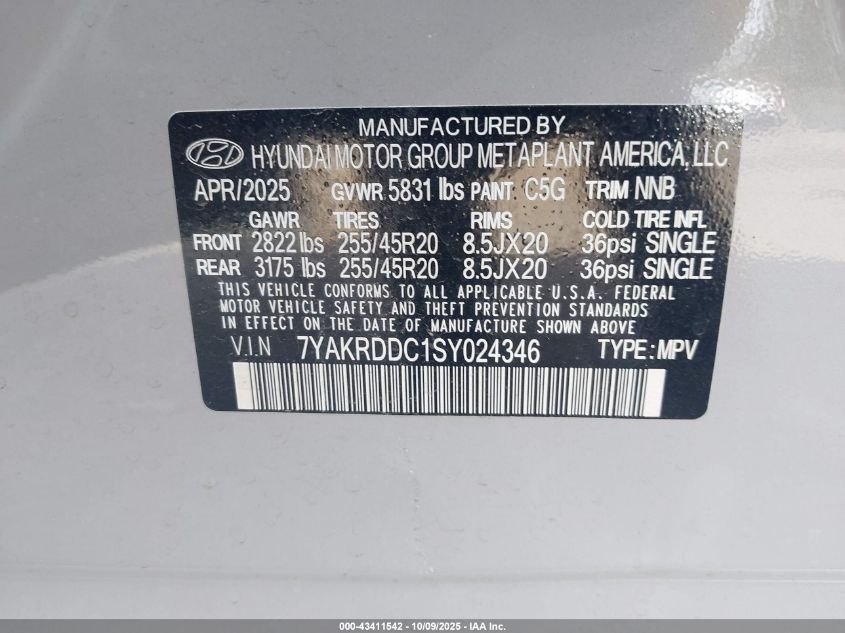 MANUFACTURED BY
HYUNDAI MOTOR GROUP METAPLANT AMERICA, LLC
APR/2025 GVWR 5831 lbs PAINT C5G TRIM NNB
GAWR TIRES RIMS COLD TIRE INFL
FRONT 2822 lbs 255/45R20 8.5JX20 36psi SINGLE
REAR 3175 lbs 255/45R20 8.5JX20 36psi SINGLE
THIS VEHICLE CONFORMS TO ALL APPLICABLE U.S.A. FEDERAL
MOTOR VEHICLE SAFETY AND THEFT PREVENTION STANDARDS
IN EFFECT ON THE DATE OF MANUFACTURE SHOWN ABOVE.
V.I.N 7YAKRDDC1SY024346 TYPE: MPV
000-43411542 - 10/09/2025 - IAA Inc.